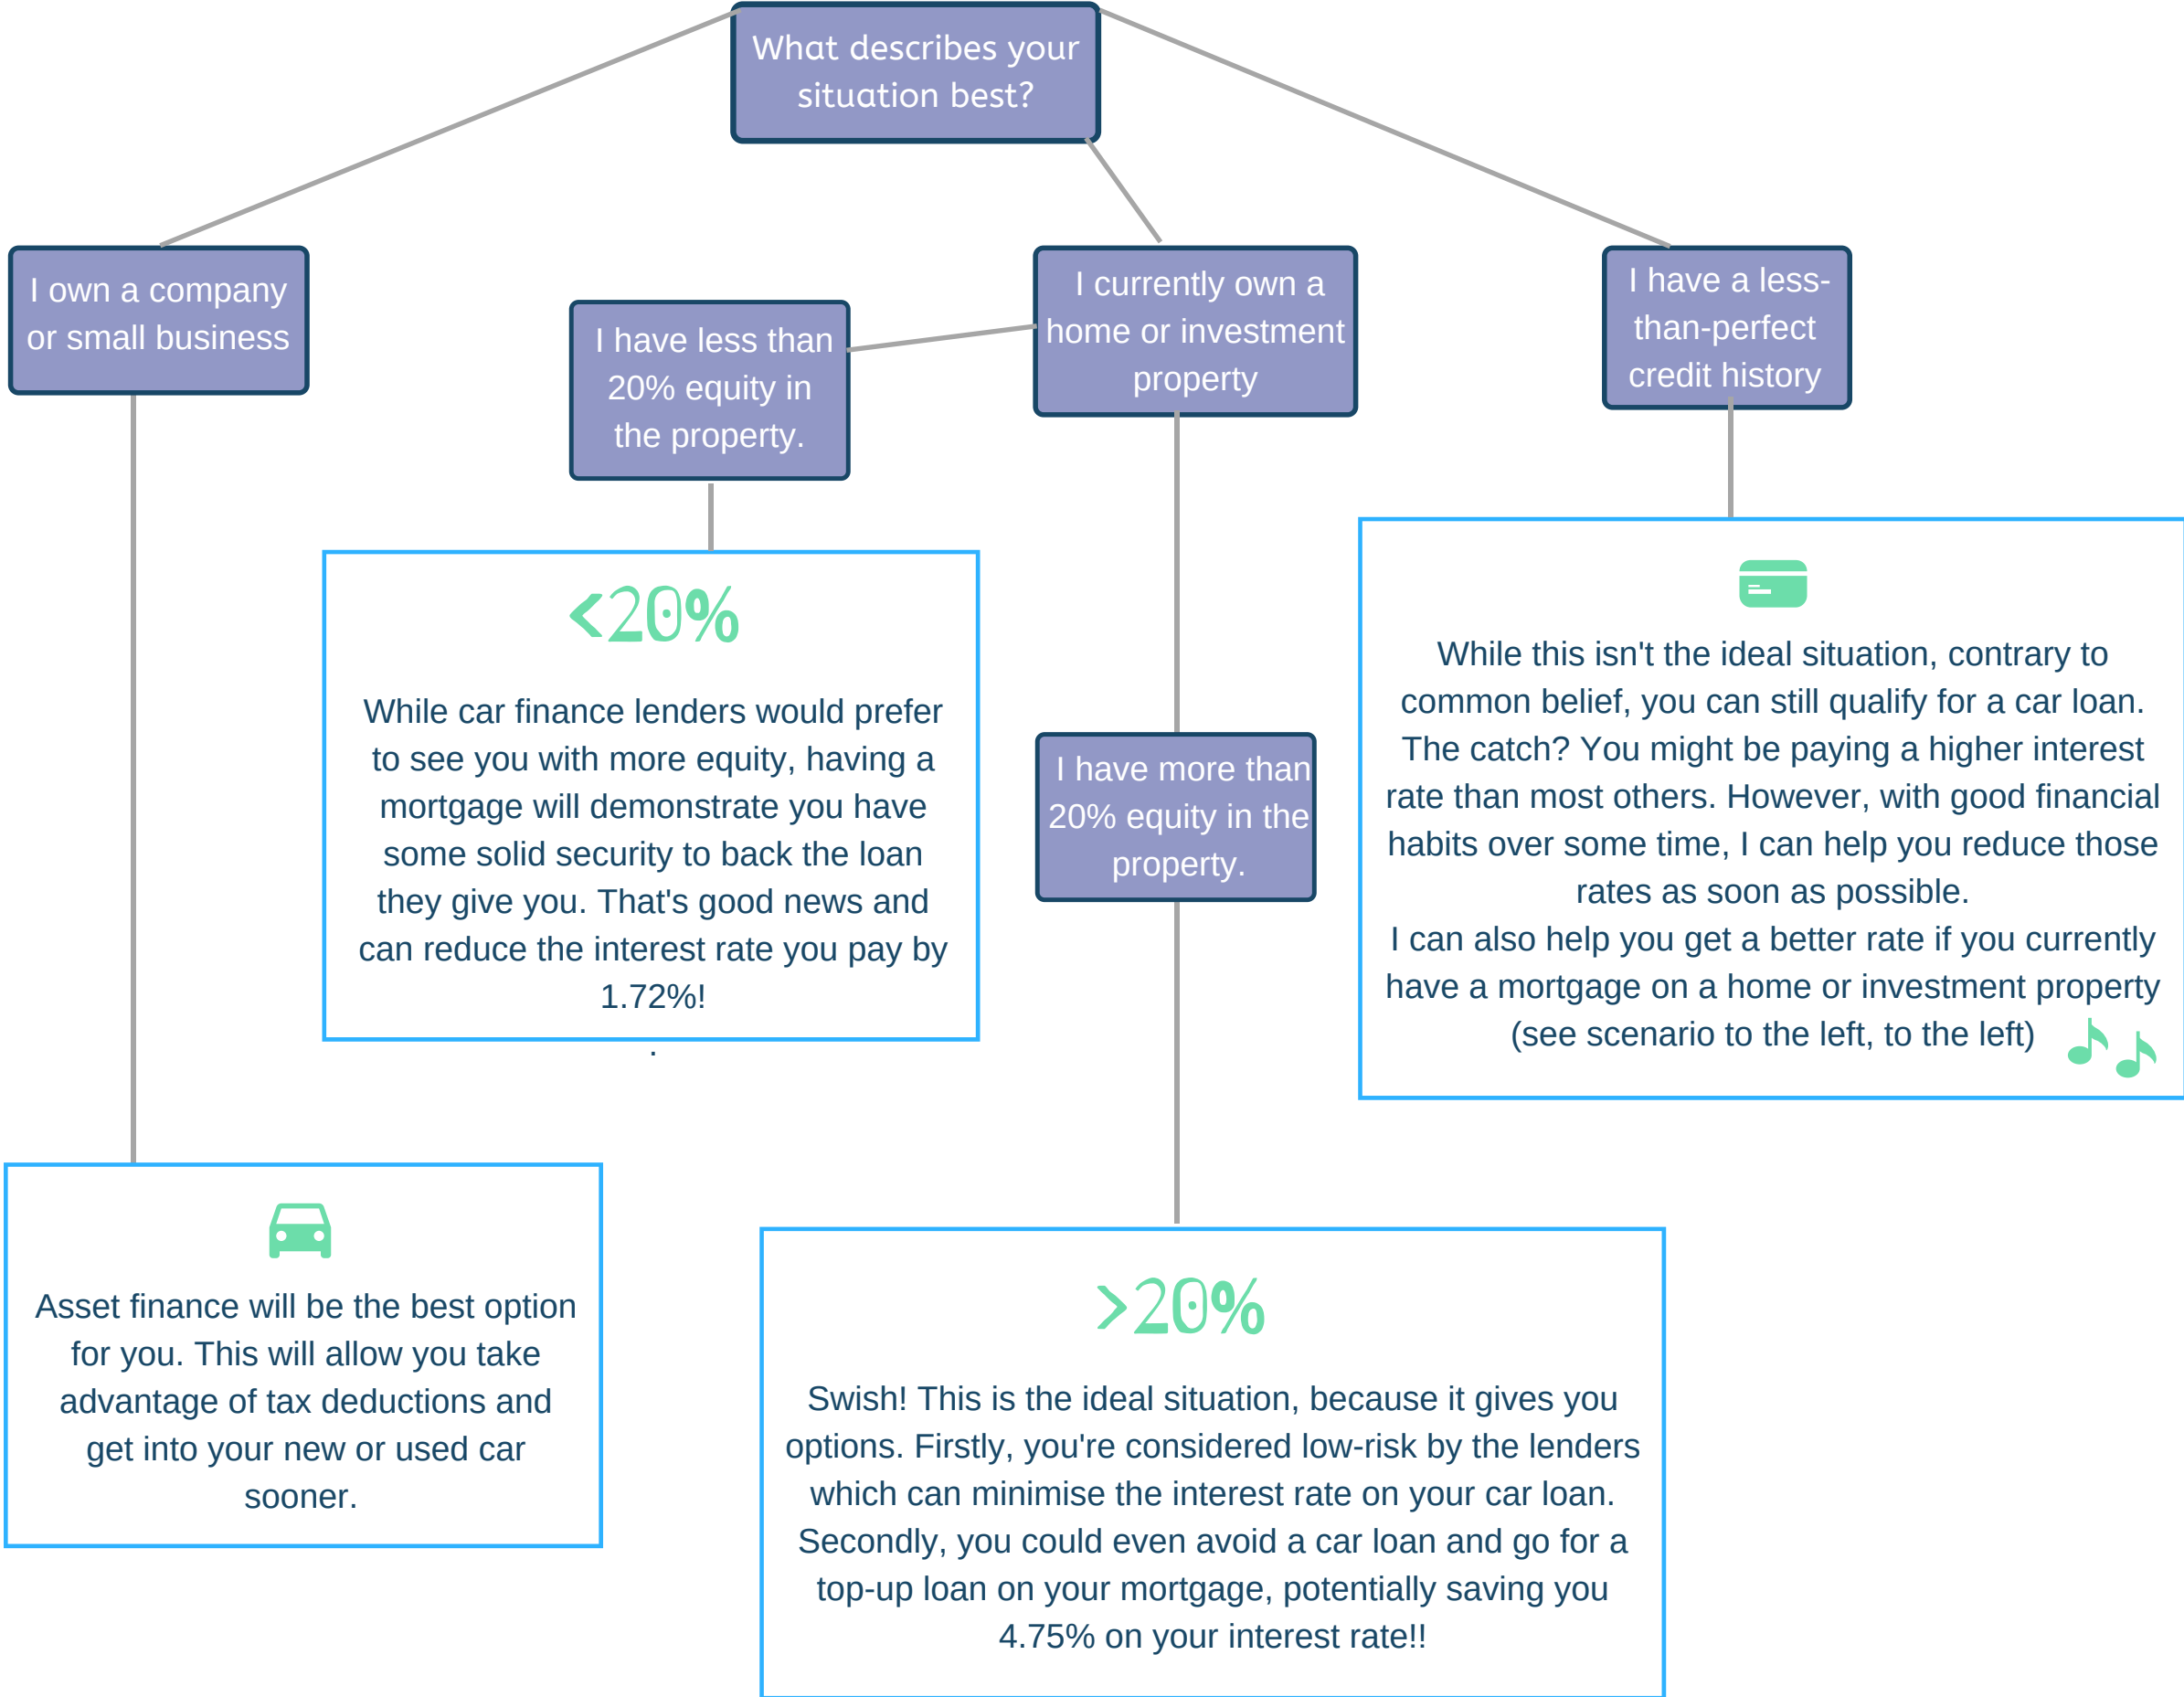 What describes your
situation best?
I own a company
or small business
I have less than
20% equity in
the property.
I currently own a
home or investment
property
I have a less-
than-perfect
credit history
<20%
While car finance lenders would prefer
to see you with more equity, having a
mortgage will demonstrate you have
some solid security to back the loan
they give you. That's good news and
can reduce the interest rate you pay by
1.72%!
.
I have more than
20% equity in the
property.
While this isn't the ideal situation, contrary to
common belief, you can still qualify for a car loan.
The catch? You might be paying a higher interest
rate than most others. However, with good financial
habits over some time, I can help you reduce those
rates as soon as possible.
I can also help you get a better rate if you currently
have a mortgage on a home or investment property
(see scenario to the left, to the left)
Asset finance will be the best option
for you. This will allow you take
advantage of tax deductions and
get into your new or used car
sooner.
>20%
Swish! This is the ideal situation, because it gives you
options. Firstly, you're considered low-risk by the lenders
which can minimise the interest rate on your car loan.
Secondly, you could even avoid a car loan and go for a
top-up loan on your mortgage, potentially saving you
4.75% on your interest rate!!